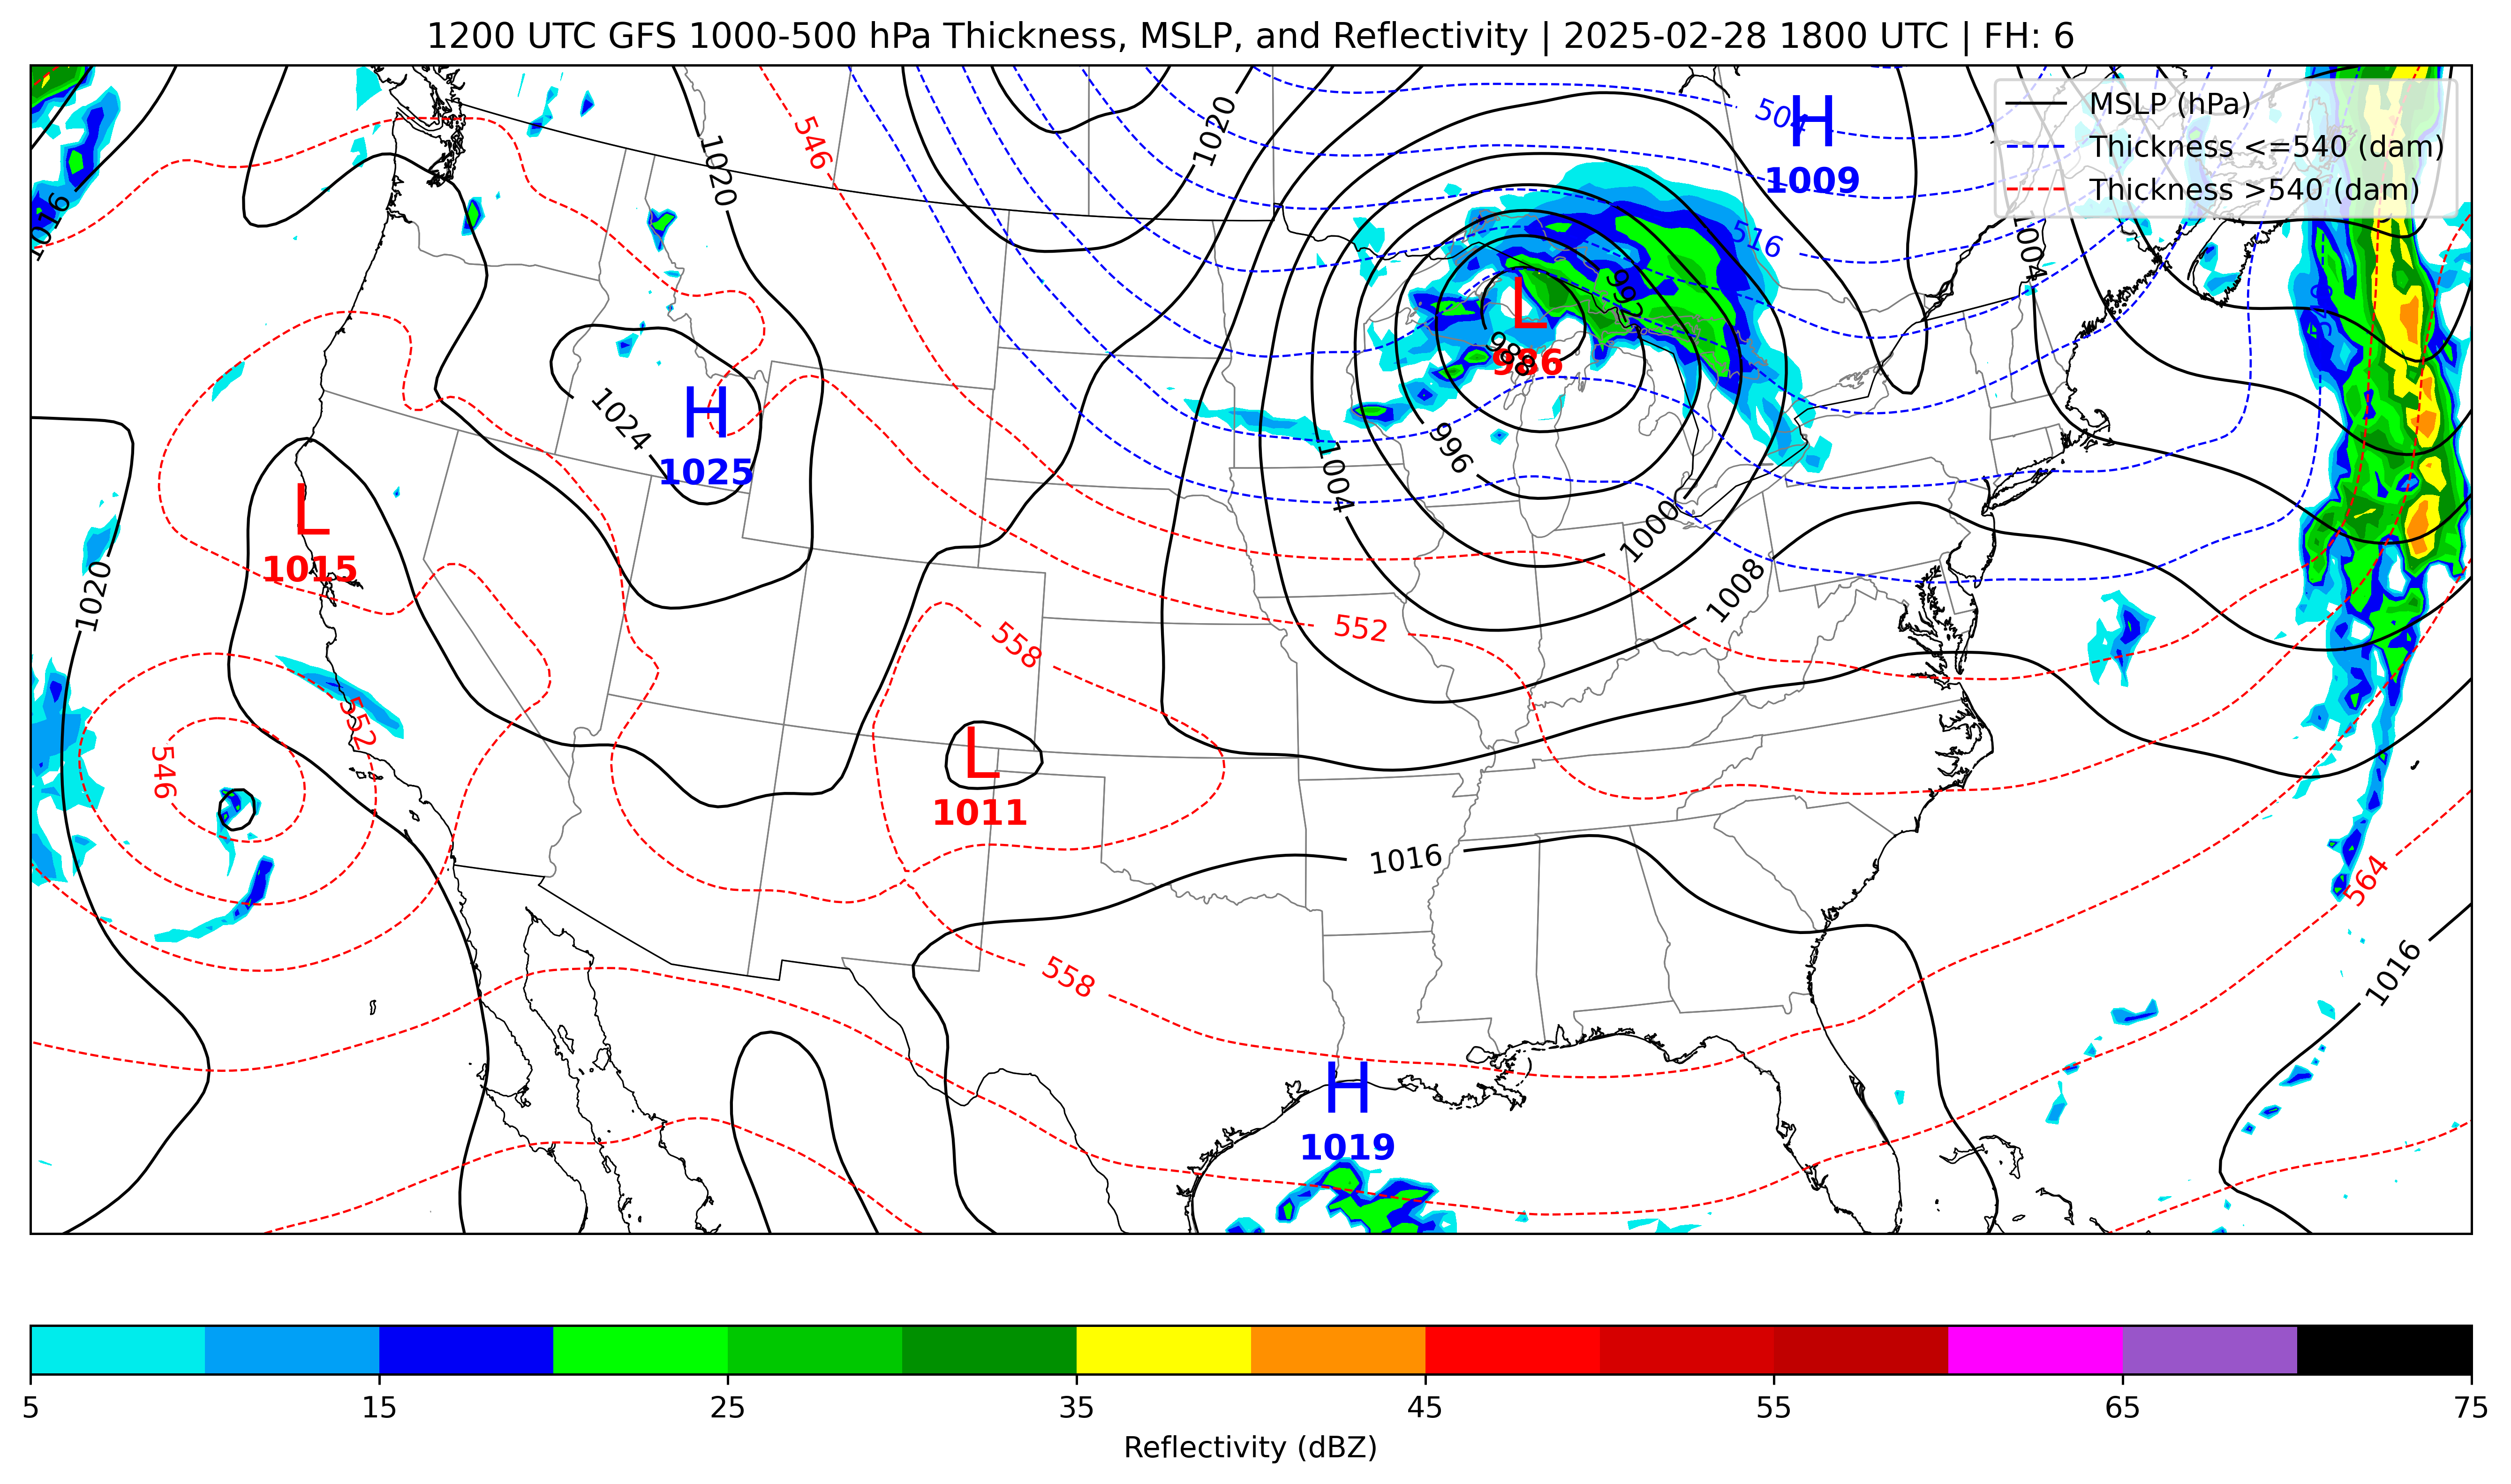 1200 UTC GFS 1000-500 hPa Thickness, MSLP, and Reflectivity | 2025-02-28 1800 UTC | FH: 6
MSLP (hPa)
Thickness <=540 (dam)
Thickness >540 (dam)
504
H
1009
1020
1020
546
516
1016
1004
L
986
992
988
H
1025
1024
996
1004
L
1015
1000
1008
1020
552
558
552
546
L
1011
1016
564
558
1016
H
1019
5 15 25 35 45 55 65 75
Reflectivity (dBZ)